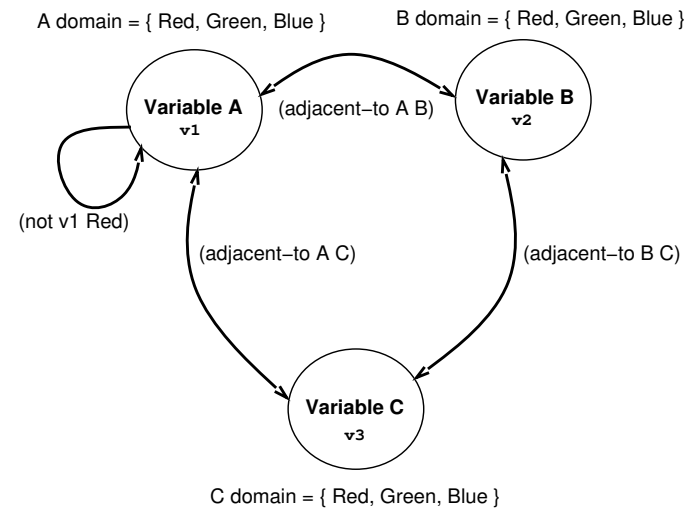 A domain = { Red, Green, Blue }
B domain = { Red, Green, Blue }
Variable A
v1
(adjacent−to A B)
Variable B
v2
(not v1 Red)
(adjacent−to A C)
(adjacent−to B C)
Variable C
v3
C domain = { Red, Green, Blue }